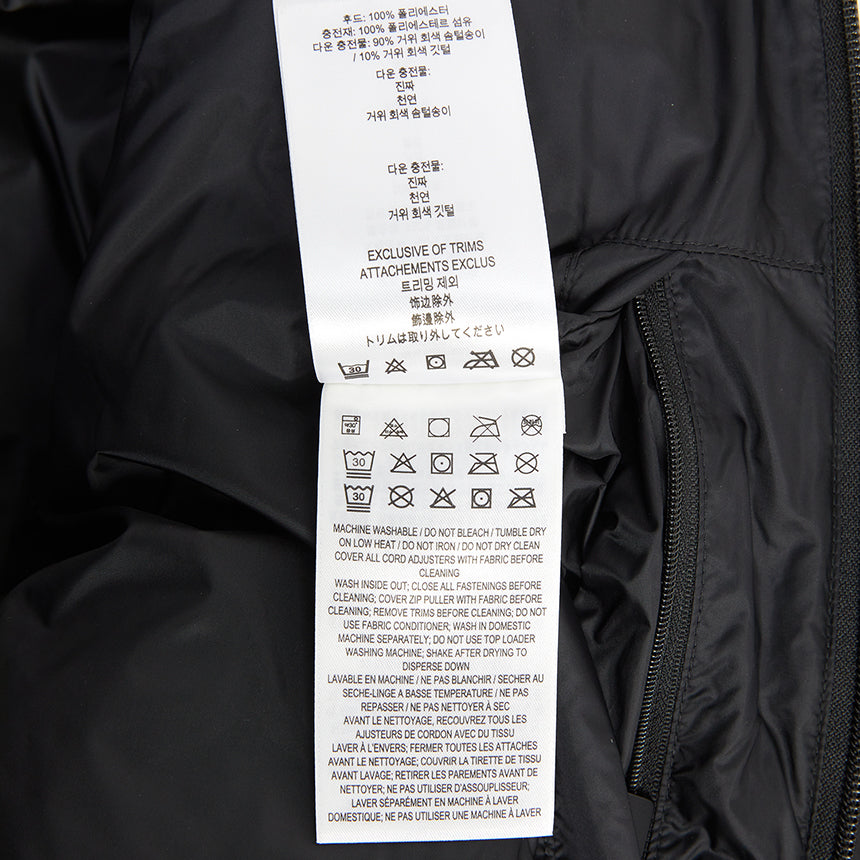 후드: 100% 폴리에스터
충전재: 100% 폴리에스테르 섬유
다운 충전물: 90% 거위 회색 솜털송이
/ 10% 거위 회색 깃털
다운 충전물:
진짜
천연
거위 회색 솜털송이
다운 충전물:
진짜
천연
거위 회색 깃털
EXCLUSIVE OF TRIMS
ATTACHEMENTS EXCLUS
트리밍 제외
饰边除外
飾邊除外
トリムは取り外してください
30
30
30
MACHINE WASHABLE / DO NOT BLEACH / TUMBLE DRY
ON LOW HEAT / DO NOT IRON / DO NOT DRY CLEAN
COVER ALL CORD ADJUSTERS WITH FABRIC BEFORE
CLEANING
WASH INSIDE OUT; CLOSE ALL FASTENINGS BEFORE
CLEANING; COVER ZIP PULLER WITH FABRIC BEFORE
CLEANING; REMOVE TRIMS BEFORE CLEANING; DO NOT
USE FABRIC CONDITIONER; WASH IN DOMESTIC
MACHINE SEPARATELY; DO NOT USE TOP LOADER
WASHING MACHINE; SHAKE AFTER DRYING TO
DISPERSE DOWN
LAVABLE EN MACHINE / NE PAS BLANCHIR / SECHER AU
SECHE-LINGE A BASSE TEMPERATURE / NE PAS
REPASSER / NE PAS NETTOYER À SEC
AVANT LE NETTOYAGE, RECOUVREZ TOUS LES
AJUSTEURS DE CORDON AVEC DU TISSU
LAVER À L'ENVERS; FERMER TOUTES LES ATTACHES
AVANT LE NETTOYAGE; COUVRIR LA TIRETTE DE TISSU
AVANT LAVAGE; RETIRER LES PAREMENTS AVANT DE
NETTOYER; NE PAS UTILISER D'ASSOUPLISSEUR;
LAVER SÉPARÉMENT EN MACHINE À LAVER
DOMESTIQUE; NE PAS UTILISER UNE MACHINE À LAVER